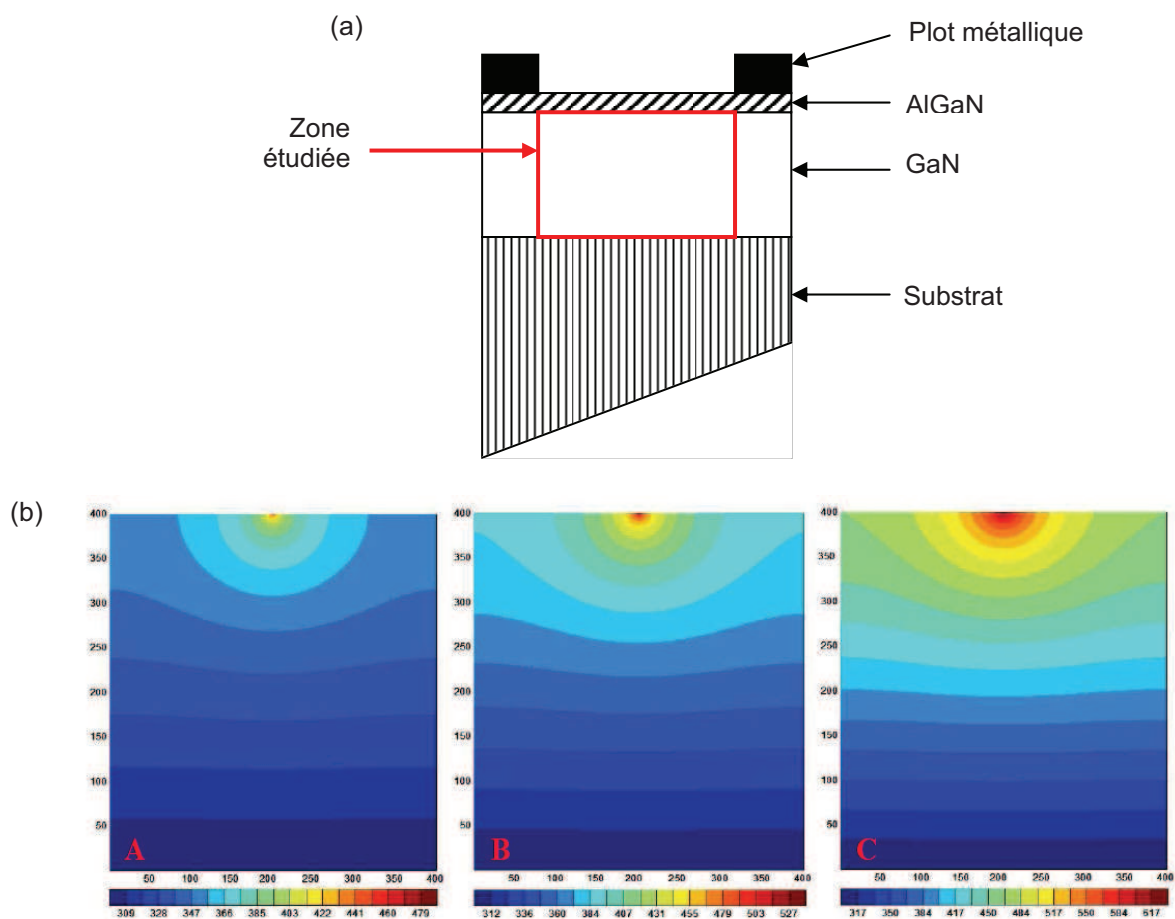 (a)
Plot métallique
AlGaN
Zone
étudiée
GaN
Substrat
(b)
400
350
300
250
200
150
100
50
A
50 100 150 200 250 300 350 400
309 328 347 366 385 403 422 441 460 479
400
350
400
250
200
150
100
50
B
50 100 150 200 250 300 350 400
312 336 360 384 407 431 455 479 503 527
400
350
300
250
200
150
100
50
C
50 100 150 200 250 300 350 400
317 350 384 417 450 484 517 550 584 617